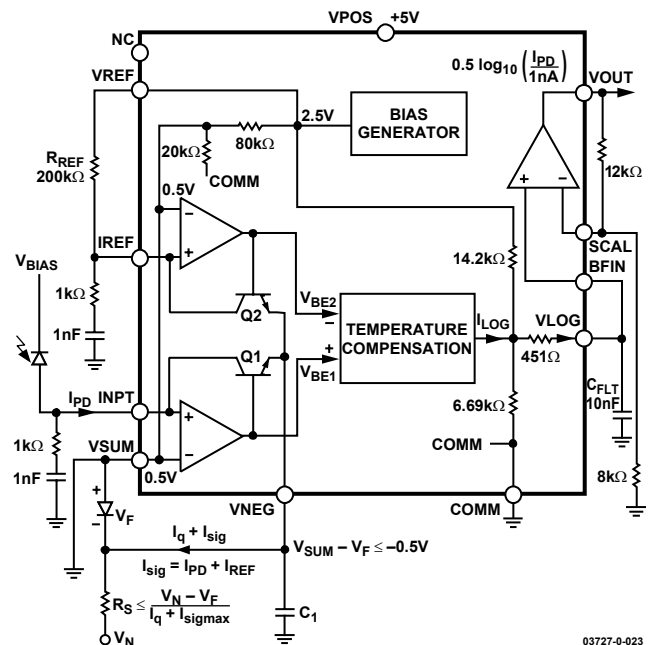 VPOS +5V
NC
VREF
0.5 log10 (IPD / 1nA)
VOUT
2.5V
BIAS
GENERATOR
80kΩ
20kΩ
COMM
RREF
200kΩ
12kΩ
0.5V
IREF
SCAL
BFIN
VBIAS
1kΩ
1nF
14.2kΩ
Q2
VBE2
TEMPERATURE
COMPENSATION
ILOG
VLOG
451Ω
Q1
VBE1
IPD
INPT
CFLT
10nF
6.69kΩ
1kΩ
1nF
VSUM
0.5V
COMM
8kΩ
VNEG
COMM
VF
Iq + Isig
VSUM – VF ≤ –0.5V
Isig = IPD + IREF
RS ≤ (VN – VF) / (Iq + Isigmax)
C1
VN
03727-0-023